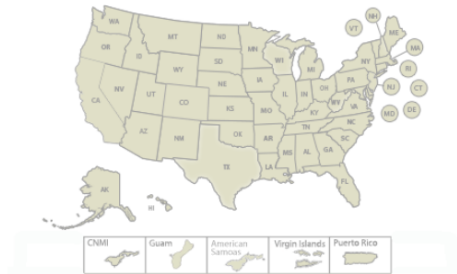 WA
MT
ND
MN
OR
ID
SD
WI
MI
NY
VT
NH
ME
MA
RI
CT
NJ
DE
MD
WY
NE
IA
PA
NV
UT
CO
KS
MO
IL
IN
OH
WV
VA
KY
CA
AZ
NM
OK
AR
TN
NC
SC
MS
AL
GA
TX
LA
FL
AK
HI
CNMI
Guam
American
Samoas
Virgin Islands
Puerto Rico